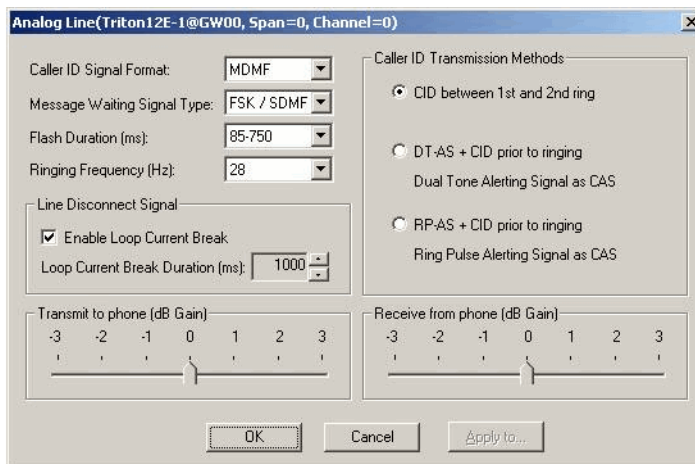 Analog Line(Triton12E-1@GW00, Span=0, Channel=0)
Caller ID Signal Format: MDMF
Message Waiting Signal Type: FSK / SDMF
Flash Duration (ms): 85-750
Ringing Frequency (Hz): 28
Line Disconnect Signal
Enable Loop Current Break
Loop Current Break Duration (ms): 1000
Caller ID Transmission Methods
CID between 1st and 2nd ring
DT-AS + CID prior to ringing
Dual Tone Alerting Signal as CAS
RP-AS + CID prior to ringing
Ring Pulse Alerting Signal as CAS
Transmit to phone (dB Gain)
-3 -2 -1 0 1 2 3
Receive from phone (dB Gain)
-3 -2 -1 0 1 2 3
OK Cancel Apply to...